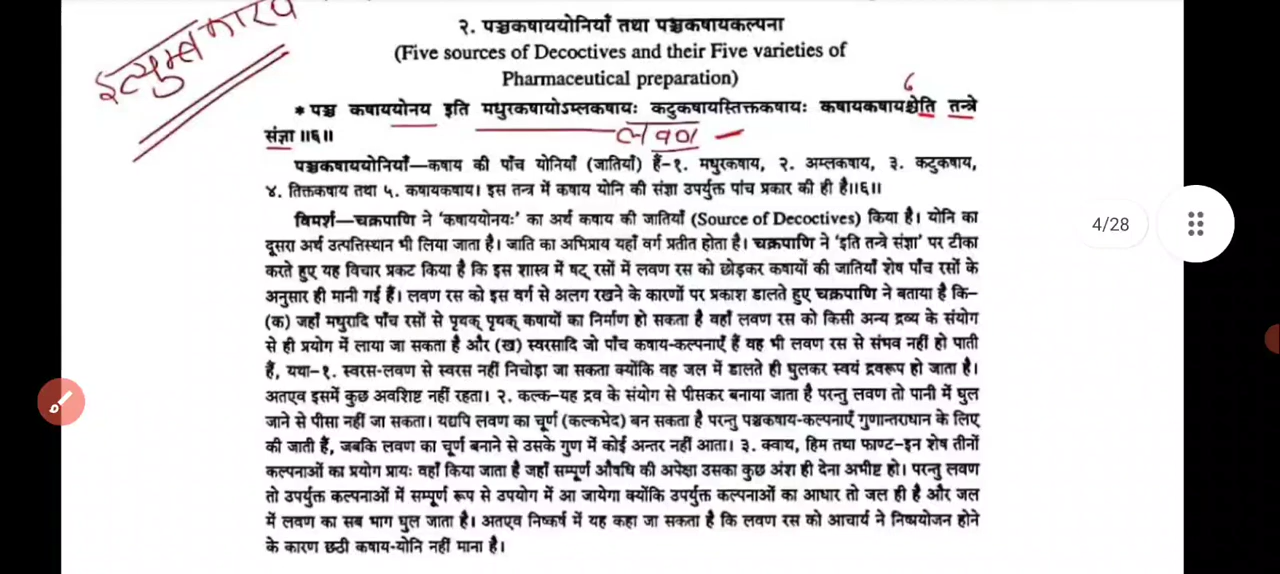 २. पञ्चकषाययोनियाँ तथा पञ्चकषायकल्पना
(Five sources of Decoctives and their Five varieties of
Pharmaceutical preparation)
* पञ्च कषाययोनय इति मधुरकषायोऽम्लकषायः कटुकषायस्तिक्तकषायः कषायकषायश्चेति तन्त्रे
संज्ञा ॥६॥
लवण
पञ्चकषाययोनियाँ—कषाय की पाँच योनियाँ (जातियाँ) हैं-१. मधुरकषाय, २. अम्लकषाय, ३. कटुकषाय,
४. तिक्तकषाय तथा ५. कषायकषाय। इस तन्त्र में कषाय योनि की संज्ञा उपर्युक्त पांच प्रकार की ही है॥६॥
विमर्श—चक्रपाणि ने 'कषाययोनयः' का अर्थ कषाय की जातियाँ (Source of Decoctives) किया है। योनि का
दूसरा अर्थ उत्पत्तिस्थान भी लिया जाता है। जाति का अभिप्राय यहाँ वर्ग प्रतीत होता है। चक्रपाणि ने 'इति तन्त्रे संज्ञा' पर टीका
करते हुए यह विचार प्रकट किया है कि इस शास्त्र में षट् रसों में लवण रस को छोड़कर कषायों की जातियाँ शेष पाँच रसों के
अनुसार ही मानी गई हैं। लवण रस को इस वर्ग से अलग रखने के कारणों पर प्रकाश डालते हुए चक्रपाणि ने बताया है कि–
(क) जहाँ मधुरादि पाँच रसों से पृथक् पृथक् कषायों का निर्माण हो सकता है वहाँ लवण रस को किसी अन्य द्रव्य के संयोग
से ही प्रयोग में लाया जा सकता है और (ख) स्वरसादि जो पाँच कषाय-कल्पनाएँ हैं वह भी लवण रस से संभव नहीं हो पाती
हैं, यथा–१. स्वरस-लवण से स्वरस नहीं निचोड़ा जा सकता क्योंकि वह जल में डालते ही घुलकर स्वयं द्रवरूप हो जाता है।
अतएव इसमें कुछ अवशिष्ट नहीं रहता। २. कल्क–यह द्रव के संयोग से पीसकर बनाया जाता है परन्तु लवण तो पानी में घुल
जाने से पीसा नहीं जा सकता। यद्यपि लवण का चूर्ण (कल्कभेद) बन सकता है परन्तु पञ्चकषाय-कल्पनाएँ गुणान्तराधान के लिए
की जाती हैं, जबकि लवण का चूर्ण बनाने से उसके गुण में कोई अन्तर नहीं आता। ३. क्वाथ, हिम तथा फाण्ट–इन शेष तीनों
कल्पनाओं का प्रयोग प्रायः वहाँ किया जाता है जहाँ सम्पूर्ण औषधि की अपेक्षा उसका कुछ अंश ही देना अभीष्ट हो। परन्तु लवण
तो उपर्युक्त कल्पनाओं में सम्पूर्ण रूप से उपयोग में आ जायेगा क्योंकि उपर्युक्त कल्पनाओं का आधार तो जल ही है और जल
में लवण का सब भाग घुल जाता है। अतएव निष्कर्ष में यह कहा जा सकता है कि लवण रस को आचार्य ने निष्प्रयोजन होने
के कारण छठी कषाय-योनि नहीं माना है।
4/28